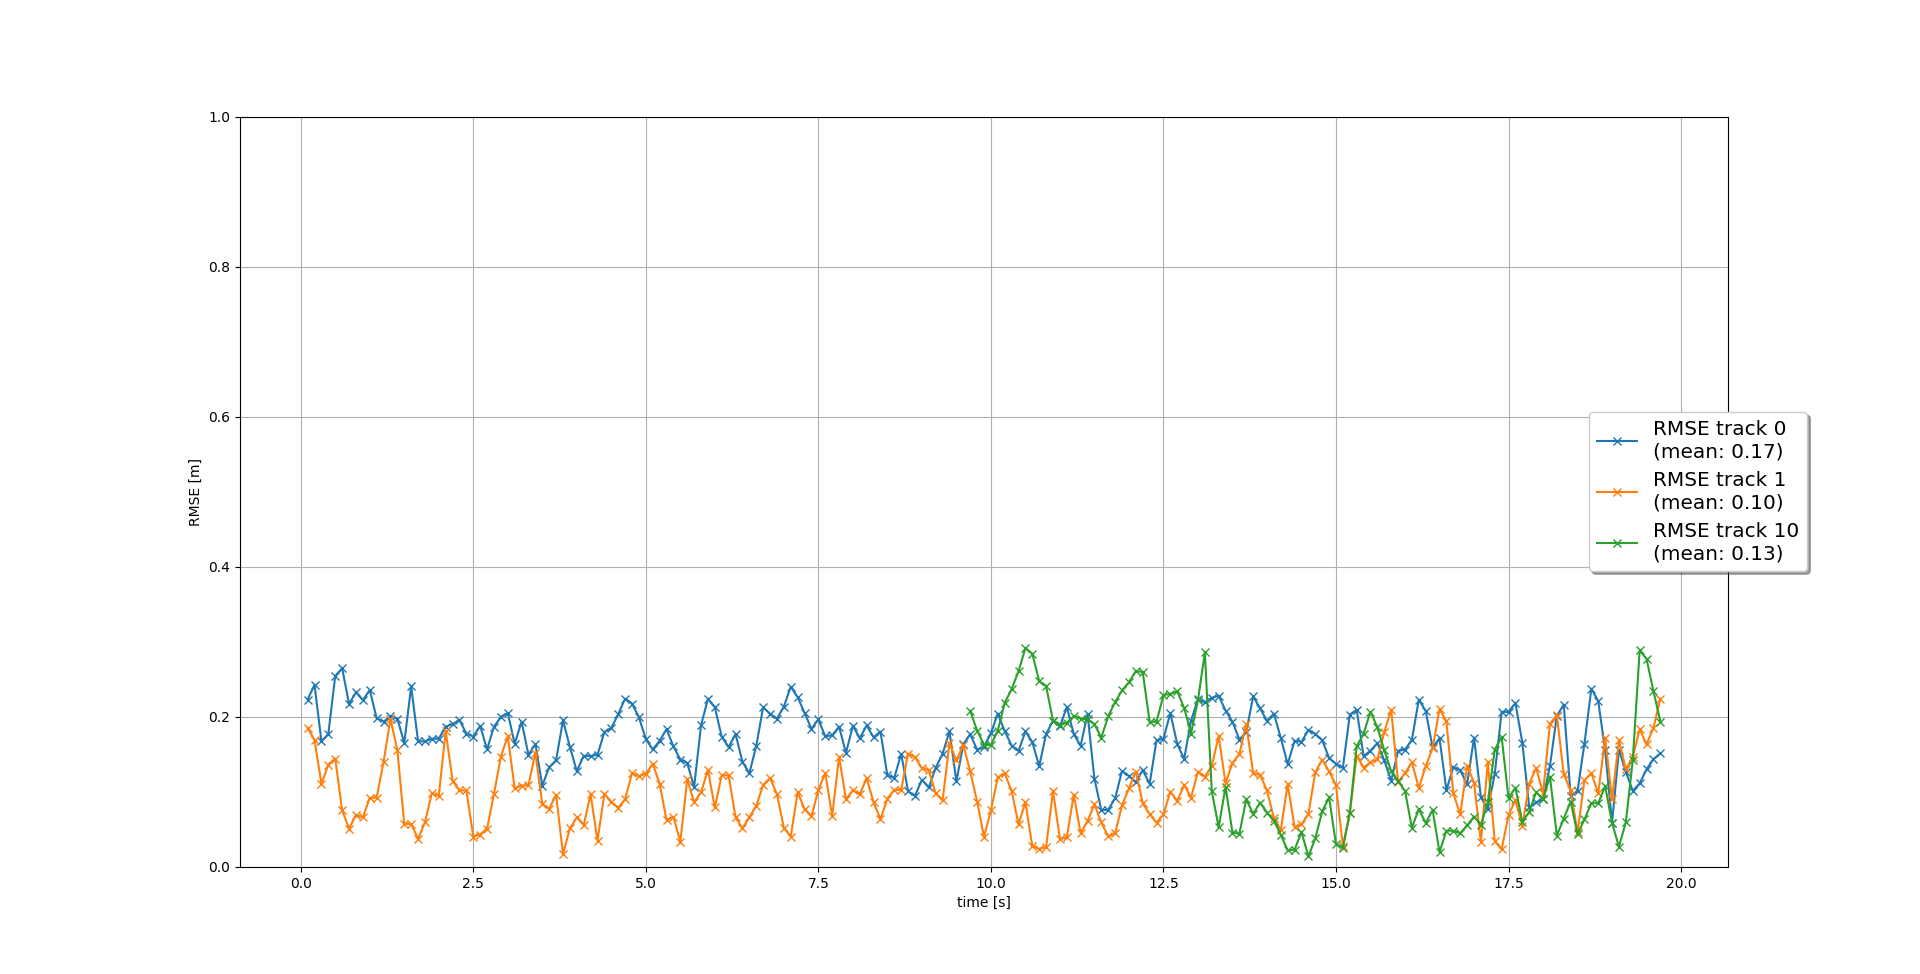 1.0
0.8
0.6
0.4
0.2
0.0
RMSE [m]
0.0 2.5 5.0 7.5 10.0 12.5 15.0 17.5 20.0
time [s]
RMSE track 0
(mean: 0.17)
RMSE track 1
(mean: 0.10)
RMSE track 10
(mean: 0.13)